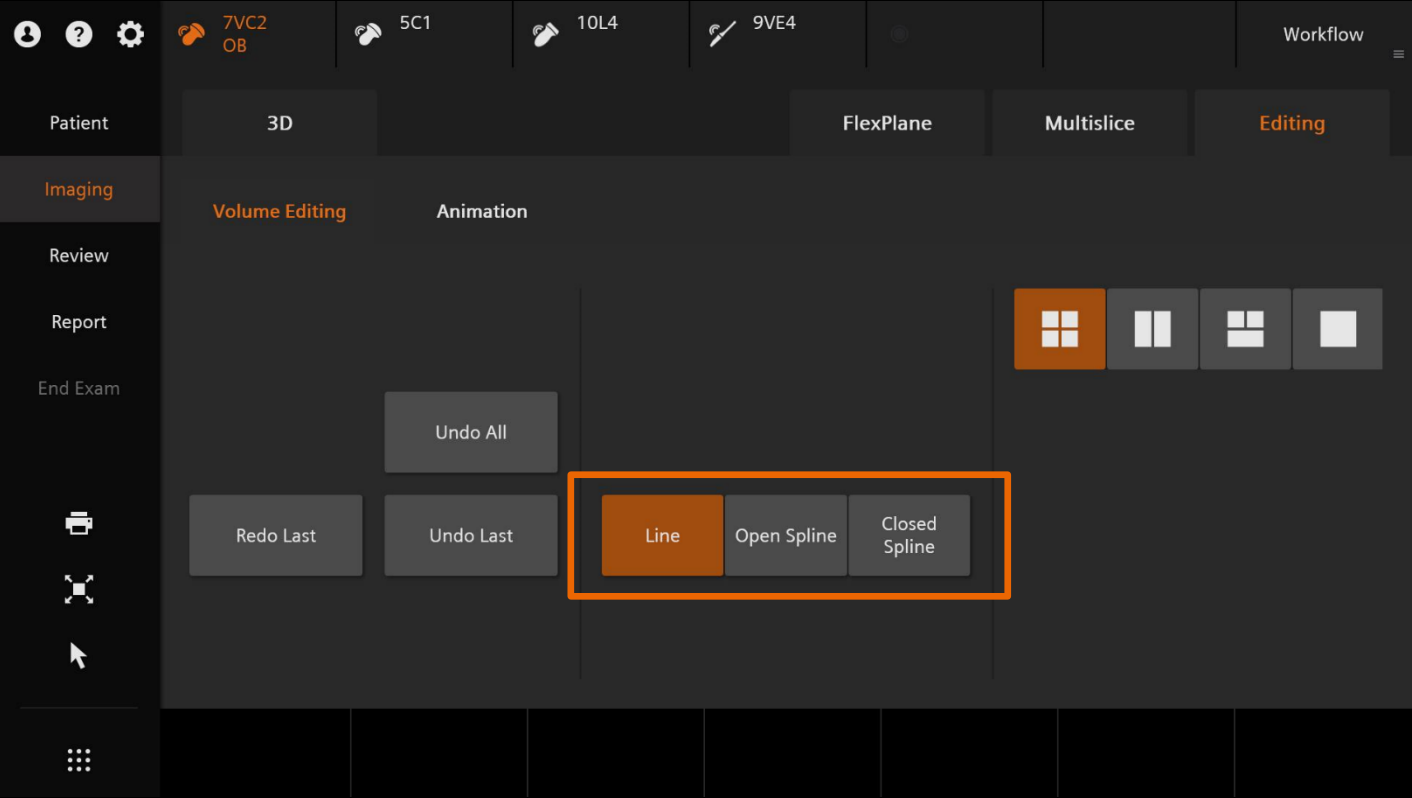 7VC2
OB
5C1
10L4
9VE4
Workflow
Patient
3D
FlexPlane
Multislice
Editing
Imaging
Volume Editing
Animation
Review
Report
End Exam
Undo All
Redo Last
Undo Last
Line
Open Spline
Closed
Spline